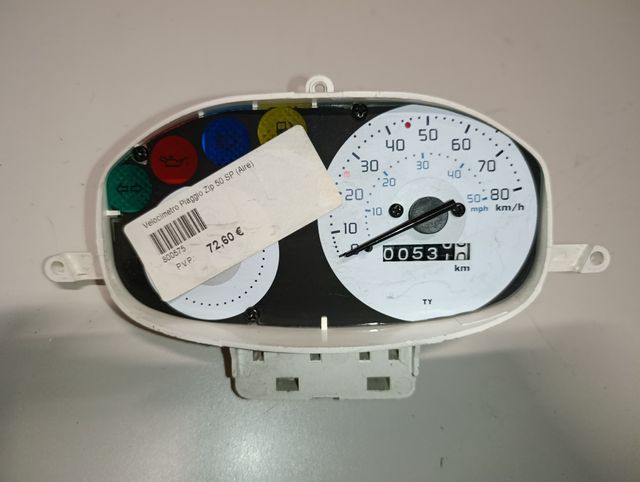 Velocímetro Piaggio Zip 50 SP (Aire)
800575
P.V.P.: 72,60 €
0 10 20 30 40 50 60 70 80
km/h
10 20 30 40 50
mph
0053
km
TY